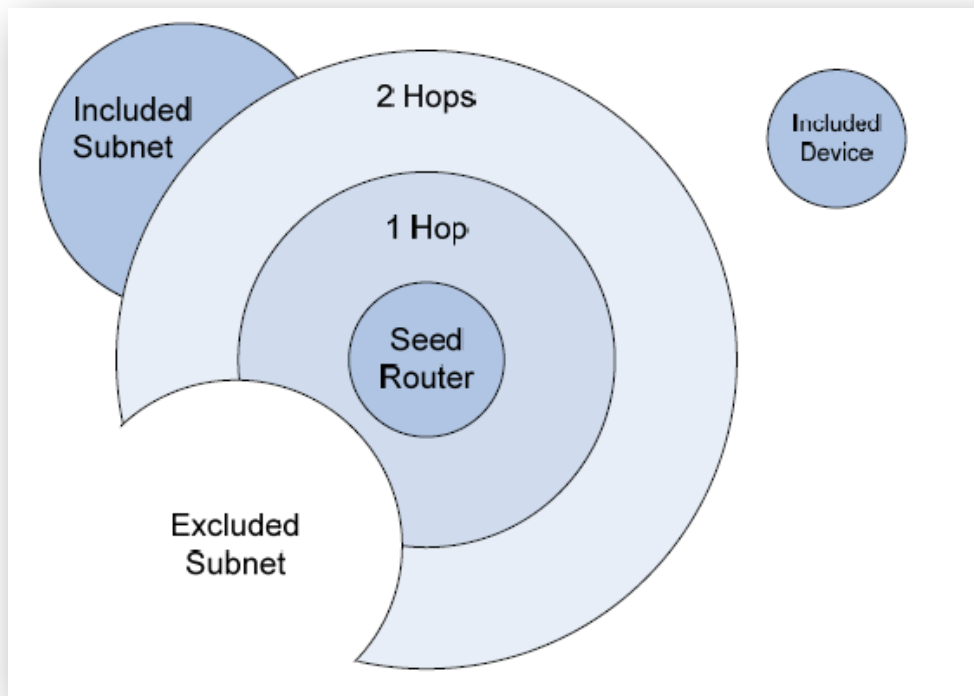 Included
Subnet
2 Hops
Included
Device
1 Hop
Seed
Router
Excluded
Subnet